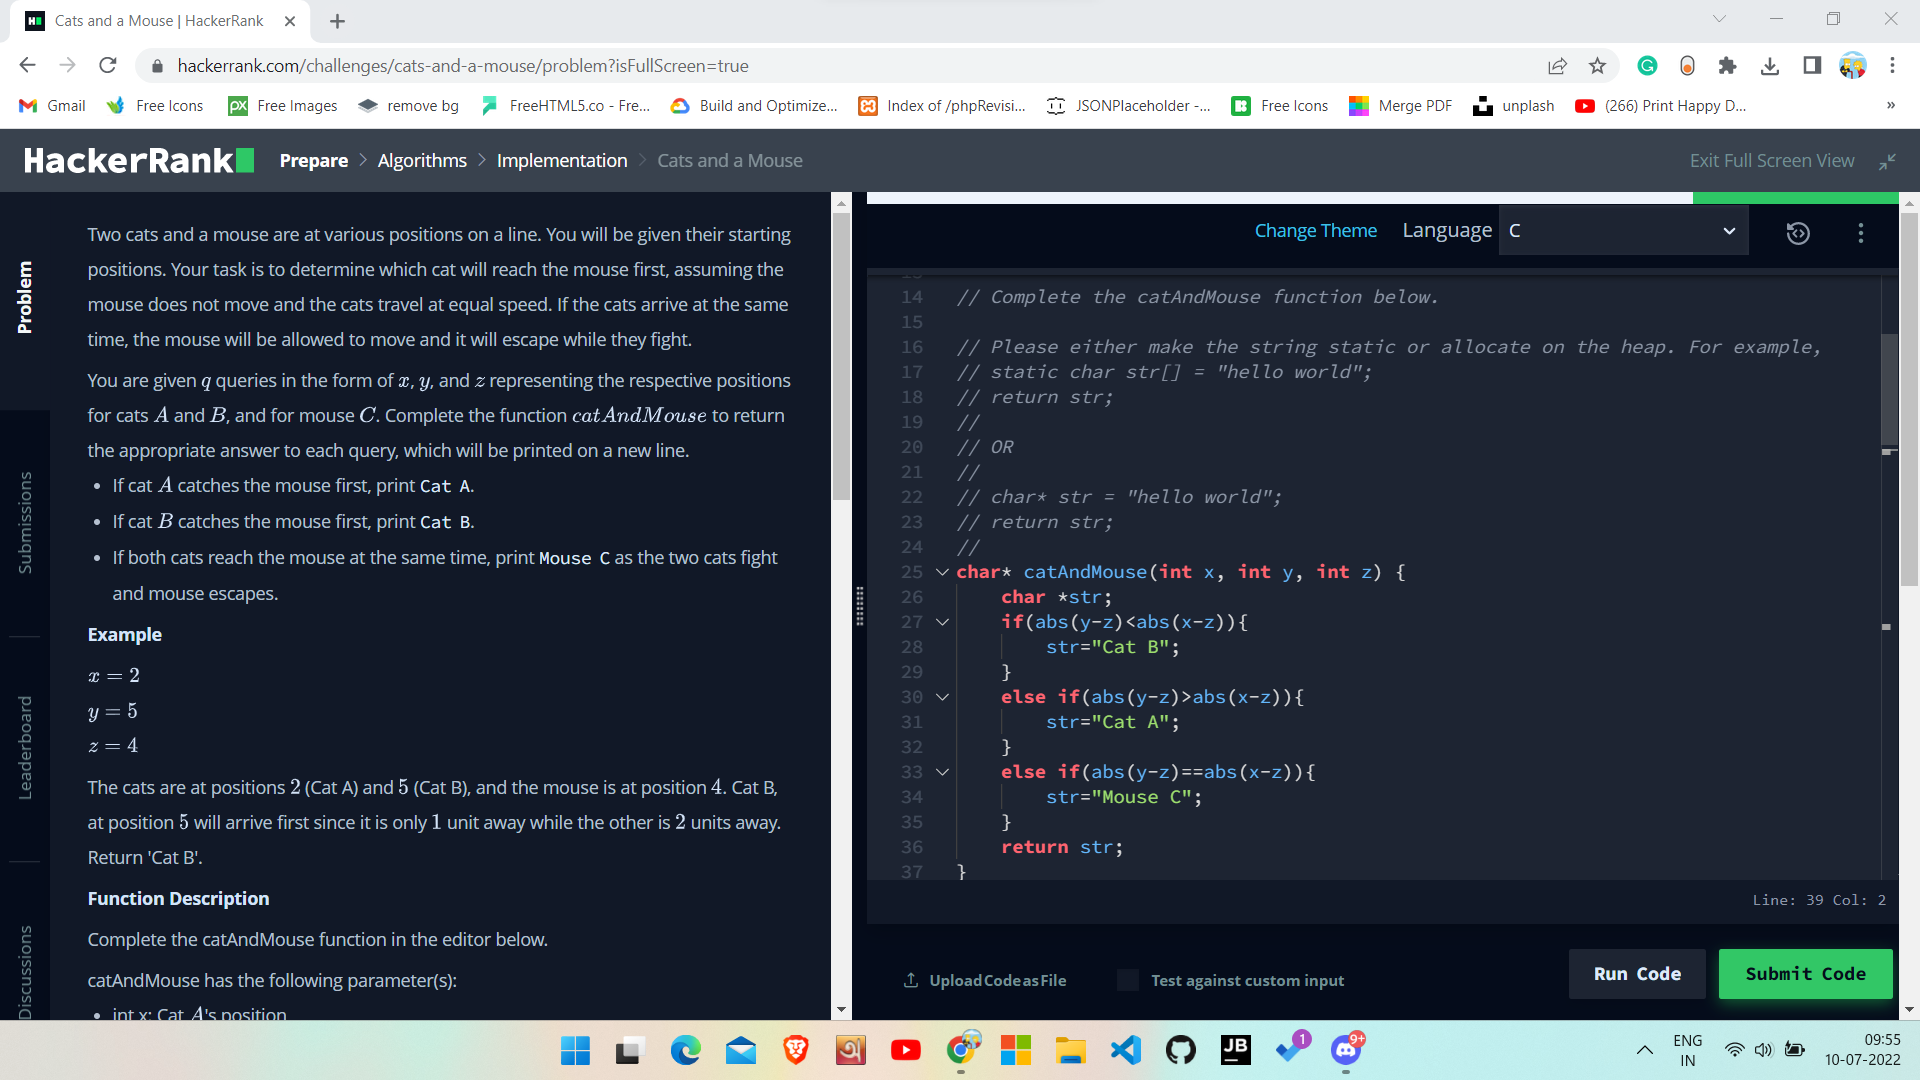 Cats and a Mouse | HackerRank
hackerrank.com/challenges/cats-and-a-mouse/problem?isFullScreen=true
Gmail
Free Icons
Free Images
remove bg
FreeHTML5.co - Fre...
Build and Optimize...
Index of /phpRevisi...
JSONPlaceholder -...
Free Icons
Merge PDF
unplash
(266) Print Happy D...
»
HackerRank
Prepare > Algorithms > Implementation > Cats and a Mouse
Exit Full Screen View
Problem
Submissions
Leaderboard
Discussions
Two cats and a mouse are at various positions on a line. You will be given their starting
positions. Your task is to determine which cat will reach the mouse first, assuming the
mouse does not move and the cats travel at equal speed. If the cats arrive at the same
time, the mouse will be allowed to move and it will escape while they fight.
You are given q queries in the form of x, y, and z representing the respective positions
for cats A and B, and for mouse C. Complete the function catAndMouse to return
the appropriate answer to each query, which will be printed on a new line.
• If cat A catches the mouse first, print Cat A.
• If cat B catches the mouse first, print Cat B.
• If both cats reach the mouse at the same time, print Mouse C as the two cats fight
and mouse escapes.
Example
x = 2
y = 5
z = 4
The cats are at positions 2 (Cat A) and 5 (Cat B), and the mouse is at position 4. Cat B,
at position 5 will arrive first since it is only 1 unit away while the other is 2 units away.
Return 'Cat B'.
Function Description
Complete the catAndMouse function in the editor below.
catAndMouse has the following parameter(s):
• int x: Cat A's position
Change Theme
Language
C
14 // Complete the catAndMouse function below.
15
16 // Please either make the string static or allocate on the heap. For example,
17 // static char str[] = "hello world";
18 // return str;
19 //
20 // OR
21 //
22 // char* str = "hello world";
23 // return str;
24 //
25 char* catAndMouse(int x, int y, int z) {
26 char *str;
27 if(abs(y-z)<abs(x-z)){
28 str="Cat B";
29 }
30 else if(abs(y-z)>abs(x-z)){
31 str="Cat A";
32 }
33 else if(abs(y-z)==abs(x-z)){
34 str="Mouse C";
35 }
36 return str;
37 }
Line: 39 Col: 2
Upload Code as File
Test against custom input
Run Code
Submit Code
JB
1
9+
ENG
IN
09:55
10-07-2022